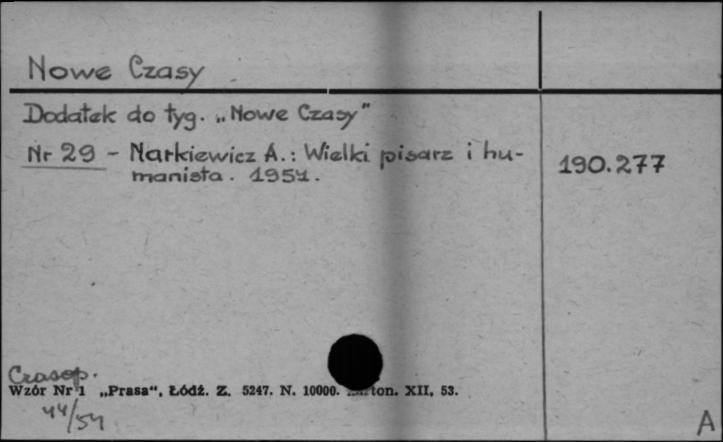 Nowe Czasy
Dodatek do tyg. „Nowe Czasy"
Nr 29 - Narkiewicz A.: Wielki pisarz i hu-
manista. 1954.
190.277
Czasop.
Wzór Nr 1 „Prasa“, Łódź. Z. 5247. N. 10000. XII. 53.
44/54
A